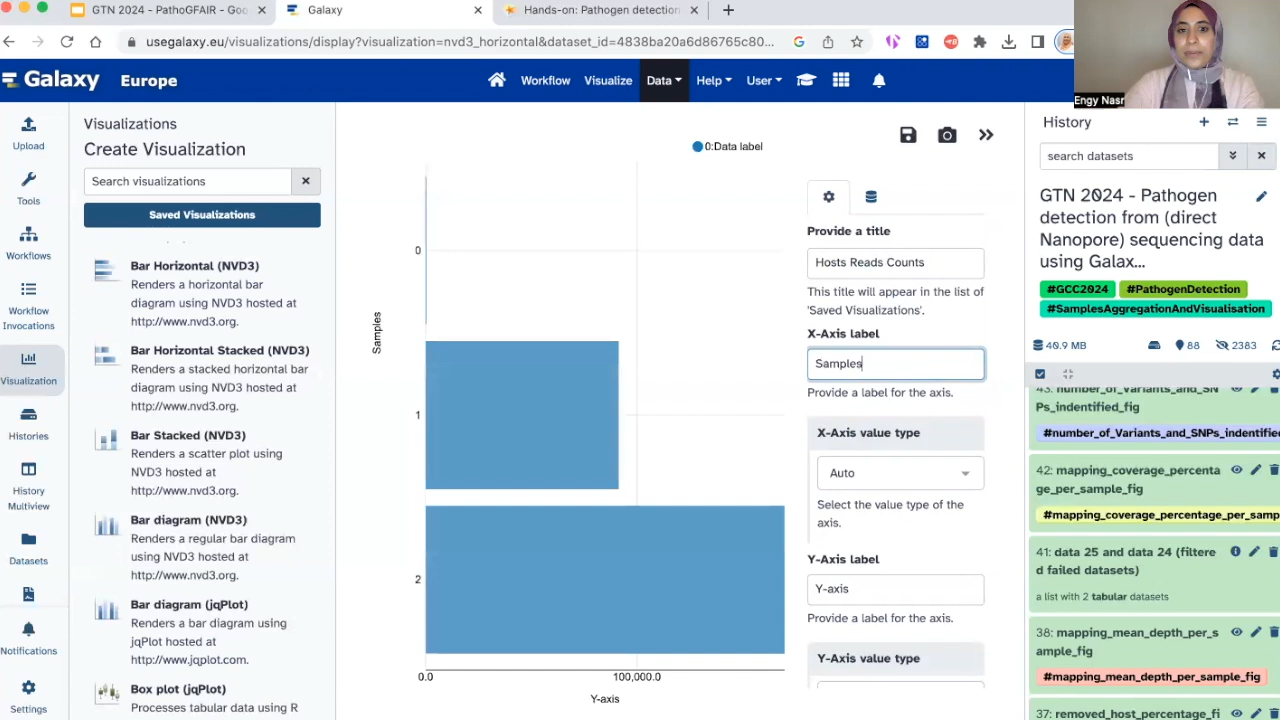 GTN 2024 - PathoGFAIR - Goo
Galaxy
Hands-on: Pathogen detection
usegalaxy.eu/visualizations/display?visualization=nvd3_horizontal&dataset_id=4838ba20a6d86765c80...
Galaxy Europe
Workflow Visualize Data Help User
Engy Nasr
Upload
Tools
Workflows
Workflow
Invocations
Visualization
Histories
History
Multiview
Datasets
Notifications
Settings
Visualizations
Create Visualization
Search visualizations
Saved Visualizations
Bar Horizontal (NVD3)
Renders a horizontal bar
diagram using NVD3 hosted at
http://www.nvd3.org.
Bar Horizontal Stacked (NVD3)
Renders a stacked horizontal bar
diagram using NVD3 hosted at
http://www.nvd3.org.
Bar Stacked (NVD3)
Renders a scatter plot using
NVD3 hosted at
http://www.nvd3.org.
Bar diagram (NVD3)
Renders a regular bar diagram
using NVD3 hosted at
http://www.nvd3.org.
Bar diagram (jqPlot)
Renders a bar diagram using
jqPlot hosted at
http://www.jqplot.com.
Box plot (jqPlot)
Processes tabular data using R
0:Data label
Samples
0
1
2
0.0
100,000.0
Y-axis
Provide a title
Hosts Reads Counts
This title will appear in the list of
'Saved Visualizations'.
X-Axis label
Samples
Provide a label for the axis.
X-Axis value type
Auto
Select the value type of the
axis.
Y-Axis label
Y-axis
Provide a label for the axis.
Y-Axis value type
History
search datasets
GTN 2024 - Pathogen
detection from (direct
Nanopore) sequencing data
using Galax...
#GCC2024 #PathogenDetection
#SamplesAggregationAndVisualisation
40.9 MB 88 2383
43: number_of_Variants_and_SN
Ps_indentified_fig
#number_of_Variants_and_SNPs_indentifie
42: mapping_coverage_percenta
ge_per_sample_fig
#mapping_coverage_percentage_per_samp
41: data 25 and data 24 (filtere
d failed datasets)
a list with 2 tabular datasets
38: mapping_mean_depth_per_s
ample_fig
#mapping_mean_depth_per_sample_fig
37: removed_host_percentage_fi